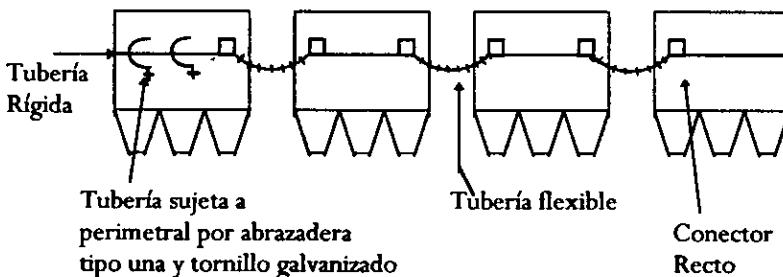 Tubería
Rígida
Tubería sujeta a
perimetral por abrazadera
tipo una y tornillo galvanizado
Tubería flexible
Conector
Recto